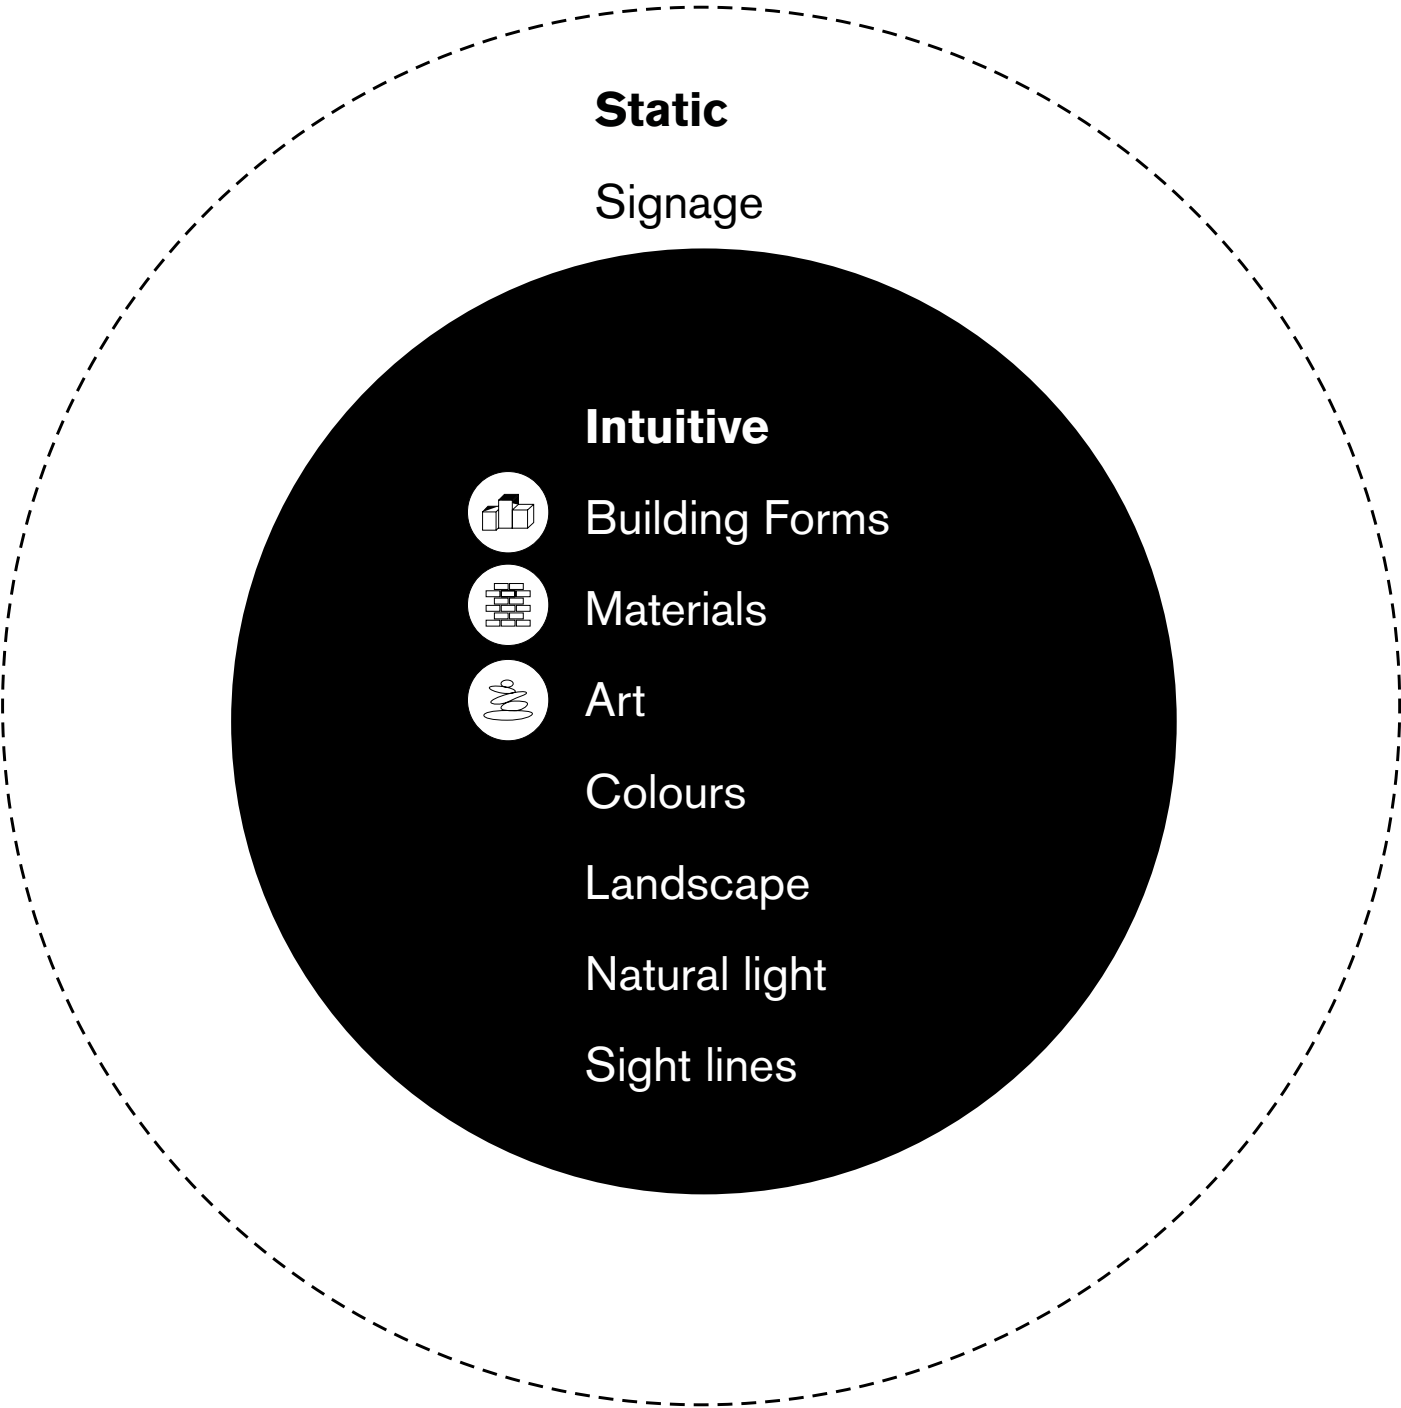 Static
Signage
Intuitive
Building Forms
Materials
Art
Colours
Landscape
Natural light
Sight lines